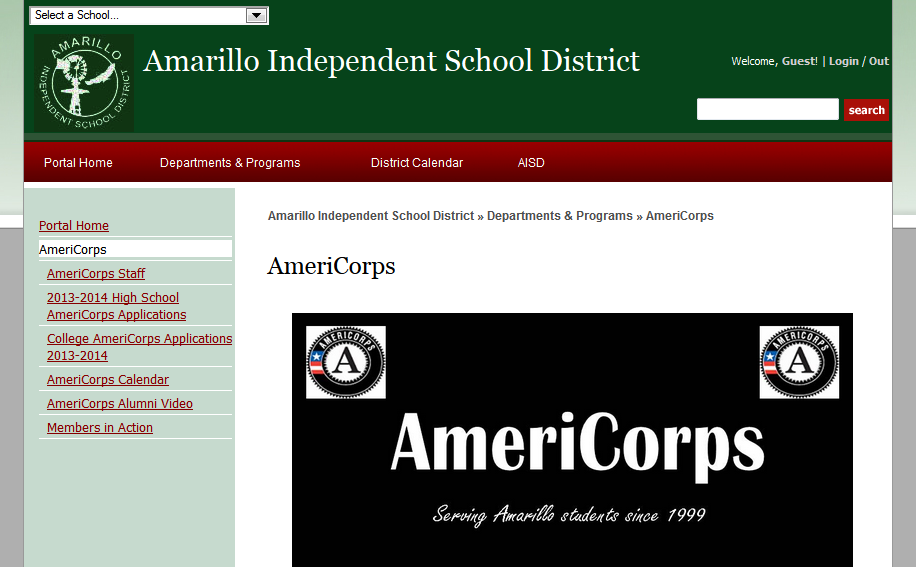 Select a School...
AMARILLO
INDEPENDENT SCHOOL DISTRICT
Amarillo Independent School District
Welcome, Guest! | Login / Out
search
Portal Home
Departments & Programs
District Calendar
AISD
Portal Home
AmeriCorps
AmeriCorps Staff
2013-2014 High School
AmeriCorps Applications
College AmeriCorps Applications
2013-2014
AmeriCorps Calendar
AmeriCorps Alumni Video
Members in Action
Amarillo Independent School District » Departments & Programs » AmeriCorps
AmeriCorps
AMERICORPS
A
AMERICORPS
A
AmeriCorps
Serving Amarillo students since 1999